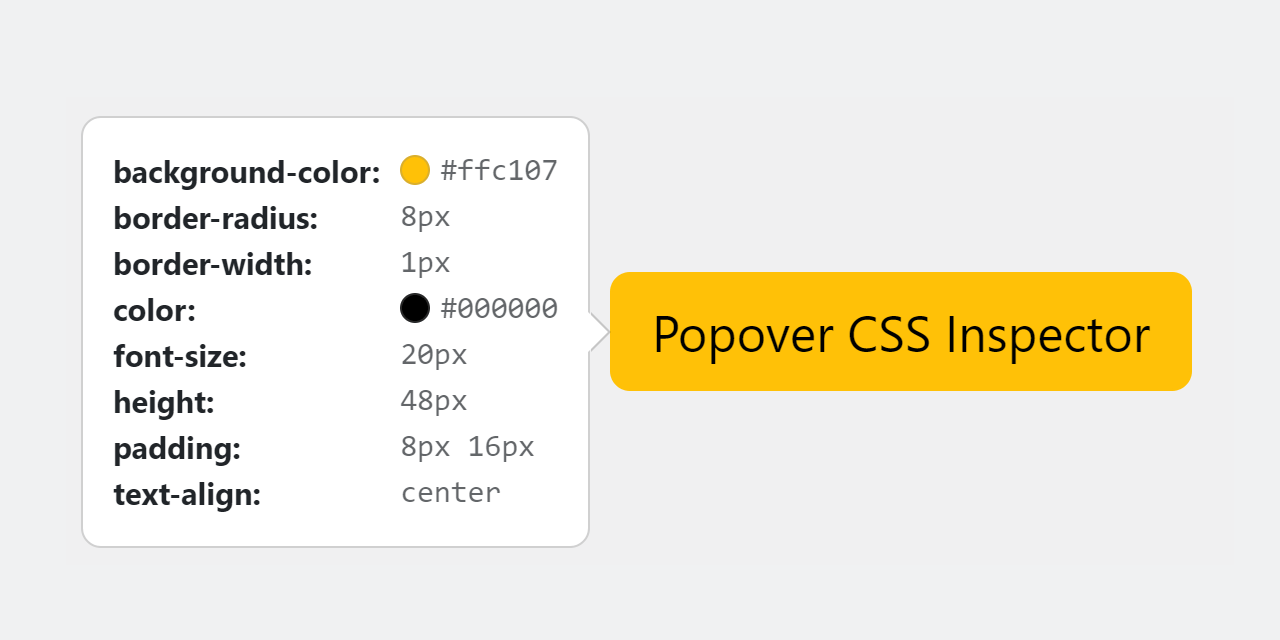 background-color: #ffc107
border-radius: 8px
border-width: 1px
color: #000000
font-size: 20px
height: 48px
padding: 8px 16px
text-align: center
Popover CSS Inspector